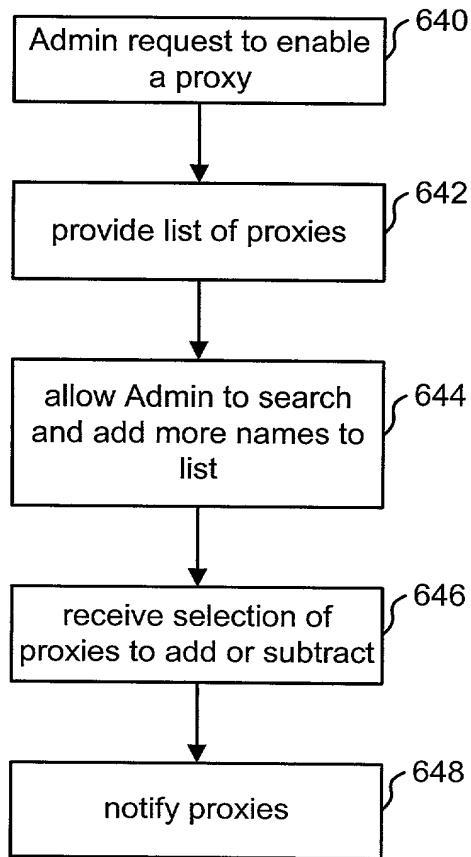 640
Admin request to enable
a proxy
642
provide list of proxies
644
allow Admin to search
and add more names to
list
646
receive selection of
proxies to add or subtract
648
notify proxies